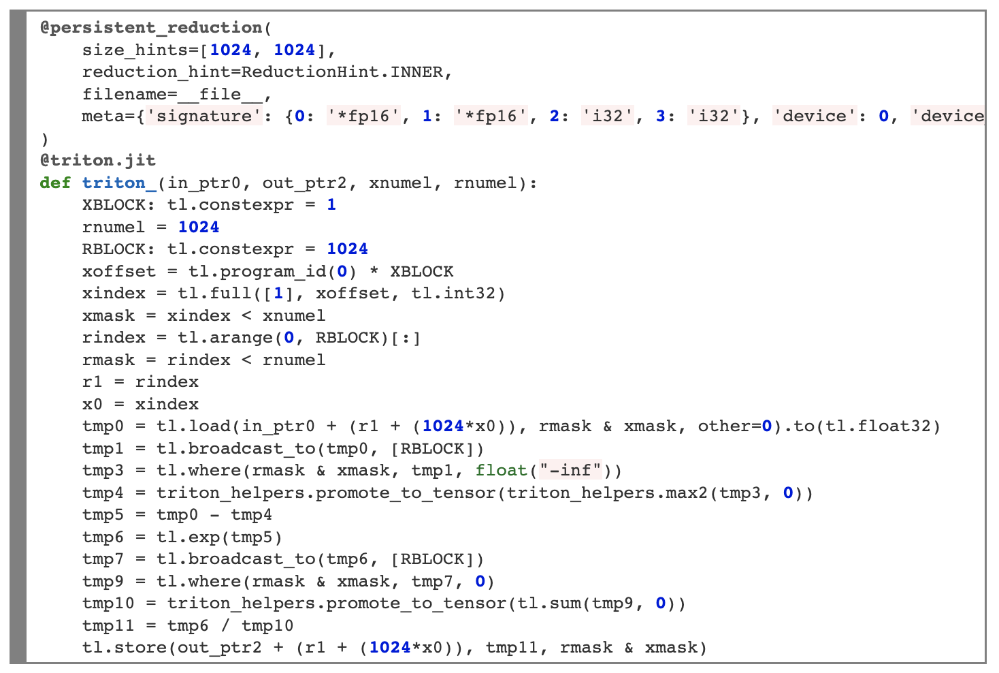 @persistent_reduction(
    size_hints=[1024, 1024],
    reduction_hint=ReductionHint.INNER,
    filename=__file__,
    meta={'signature': {0: '*fp16', 1: '*fp16', 2: 'i32', 3: 'i32'}, 'device': 0, 'device
)
@triton.jit
def triton_(in_ptr0, out_ptr2, xnumel, rnumel):
    XBLOCK: tl.constexpr = 1
    rnumel = 1024
    RBLOCK: tl.constexpr = 1024
    xoffset = tl.program_id(0) * XBLOCK
    xindex = tl.full([1], xoffset, tl.int32)
    xmask = xindex < xnumel
    rindex = tl.arange(0, RBLOCK)[:]
    rmask = rindex < rnumel
    r1 = rindex
    x0 = xindex
    tmp0 = tl.load(in_ptr0 + (r1 + (1024*x0)), rmask & xmask, other=0).to(tl.float32)
    tmp1 = tl.broadcast_to(tmp0, [RBLOCK])
    tmp3 = tl.where(rmask & xmask, tmp1, float("-inf"))
    tmp4 = triton_helpers.promote_to_tensor(triton_helpers.max2(tmp3, 0))
    tmp5 = tmp0 - tmp4
    tmp6 = tl.exp(tmp5)
    tmp7 = tl.broadcast_to(tmp6, [RBLOCK])
    tmp9 = tl.where(rmask & xmask, tmp7, 0)
    tmp10 = triton_helpers.promote_to_tensor(tl.sum(tmp9, 0))
    tmp11 = tmp6 / tmp10
    tl.store(out_ptr2 + (r1 + (1024*x0)), tmp11, rmask & xmask)